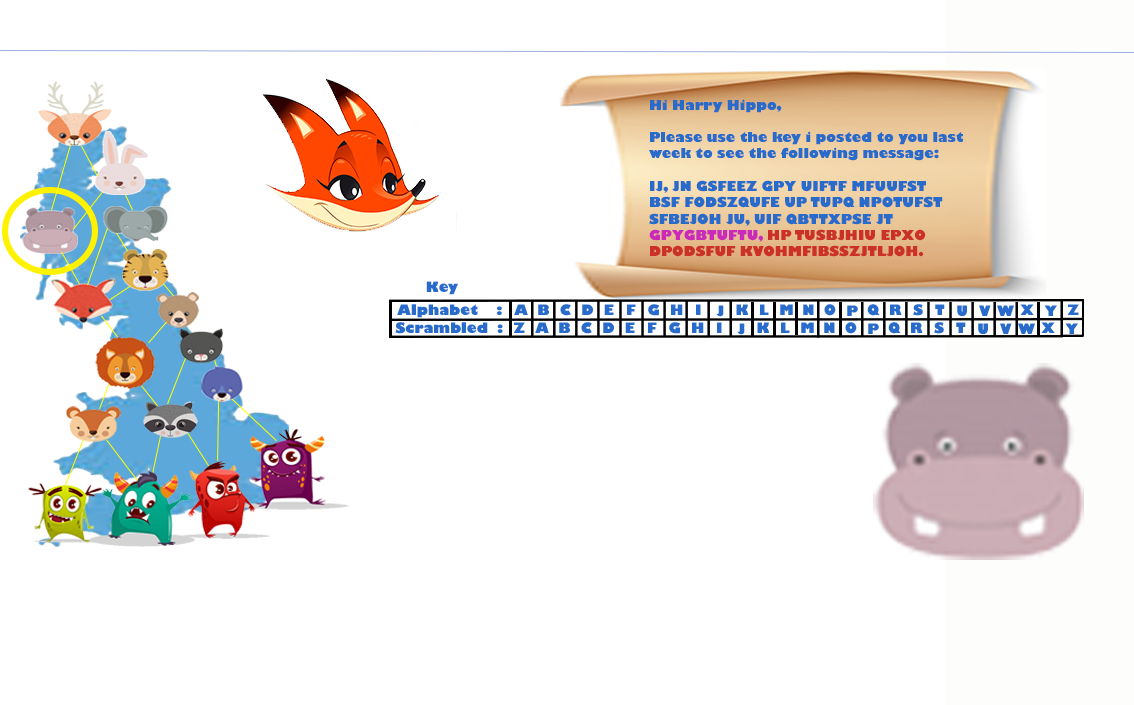 Hi Harry Hippo,
Please use the key i posted to you last
week to see the following message:
IJ, JN GSFEEZ GPY UIFTF MFUUFST
BSF FODSZQUFE UP TUPQ NPOTUFST
SFBEJOH JU, UIF QBTTXPSE JT
GPYGBTUFTU, HP TUSBJHIU EPXO
DPODSFUF KVOHMFIBSSZJTLJOH.
Key
Alphabet : A B C D E F G H I J K L M N O P Q R S T U V W X Y Z
Scrambled : Z A B C D E F G H I J K L M N O P Q R S T U V W X Y